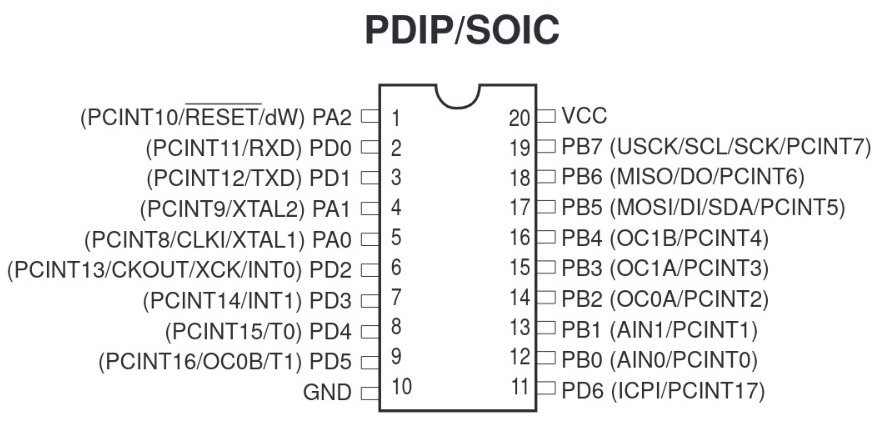 PDIP/SOIC
(PCINT10/RESET/dW) PA2 1 20 VCC
(PCINT11/RXD) PD0 2 19 PB7 (USCK/SCL/SCK/PCINT7)
(PCINT12/TXD) PD1 3 18 PB6 (MISO/DO/PCINT6)
(PCINT9/XTAL2) PA1 4 17 PB5 (MOSI/DI/SDA/PCINT5)
(PCINT8/CLKI/XTAL1) PA0 5 16 PB4 (OC1B/PCINT4)
(PCINT13/CKOUT/XCK/INT0) PD2 6 15 PB3 (OC1A/PCINT3)
(PCINT14/INT1) PD3 7 14 PB2 (OC0A/PCINT2)
(PCINT15/T0) PD4 8 13 PB1 (AIN1/PCINT1)
(PCINT16/OC0B/T1) PD5 9 12 PB0 (AIN0/PCINT0)
GND 10 11 PD6 (ICPI/PCINT17)